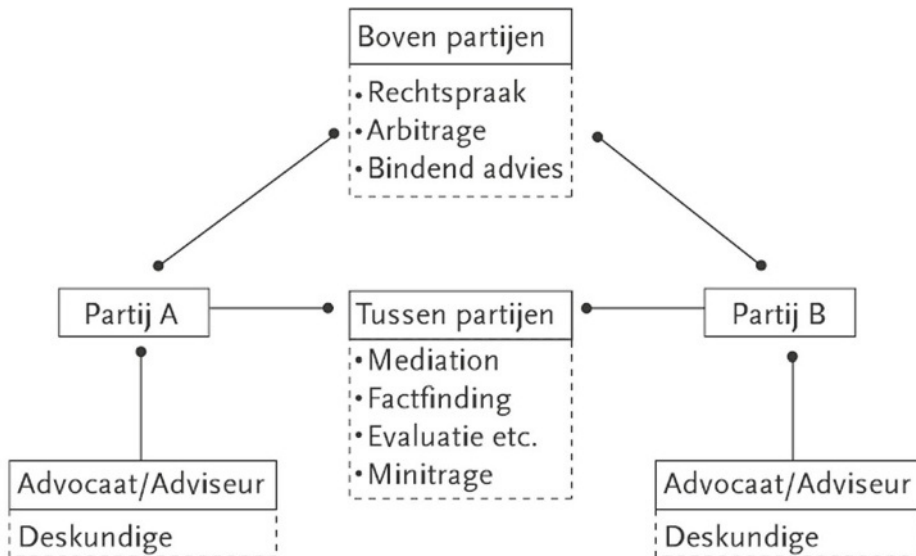 Boven partijen
• Rechtspraak
• Arbitrage
• Bindend advies
Partij A
Tussen partijen
Partij B
• Mediation
• Factfinding
• Evaluatie etc.
• Minitrage
Advocaat/Adviseur
Deskundige
Advocaat/Adviseur
Deskundige